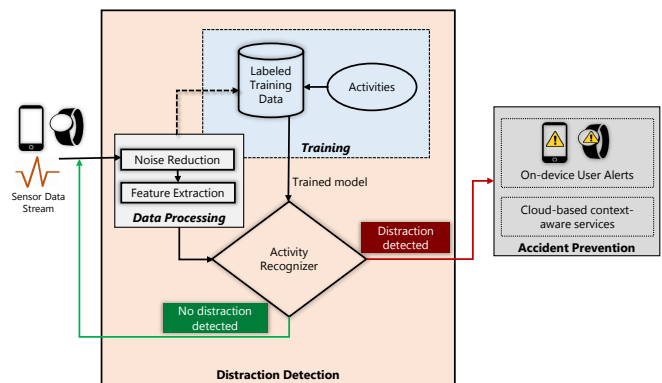 Labeled
Training
Data
Activities
Training
Noise Reduction
Feature Extraction
Data Processing
Sensor Data
Stream
Trained model
Activity
Recognizer
Distraction
detected
No distraction
detected
Distraction Detection
On-device User Alerts
Cloud-based context-
aware services
Accident Prevention